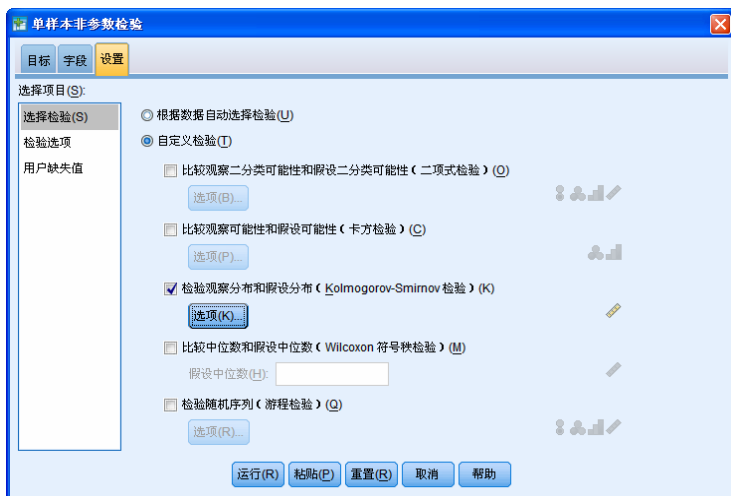 单样本非参数检验
目标 字段 设置
选择项目(S):
选择检验(S)
检验选项
用户缺失值
根据数据自动选择检验(U)
自定义检验(T)
比较观察二分类可能性和假设二分类可能性(二项式检验)(O)
选项(B)...
比较观察可能性和假设可能性(卡方检验)(C)
选项(P)...
检验观察分布和假设分布(Kolmogorov-Smirnov 检验)(K)
选项(K)...
比较中位数和假设中位数(Wilcoxon 符号秩检验)(M)
假设中位数(H):
检验随机序列(游程检验)(Q)
选项(R)...
运行(R) 粘贴(P) 重置(R) 取消 帮助